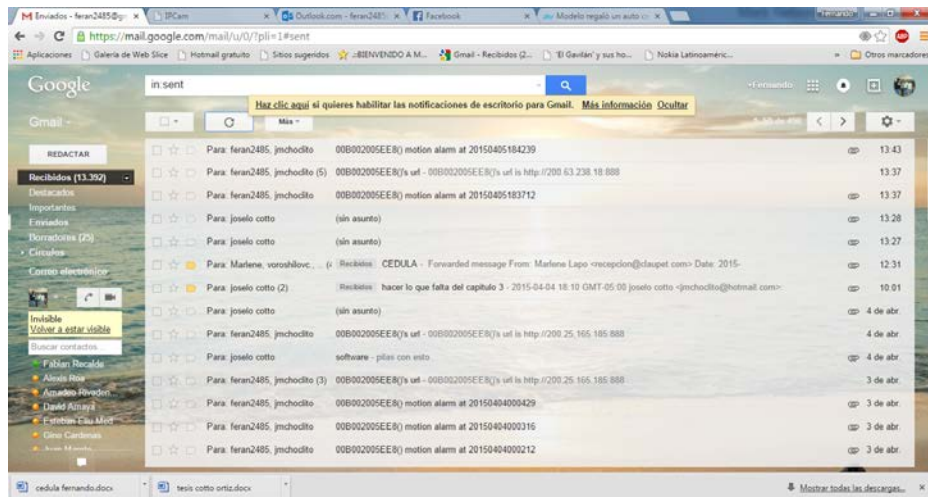 Enviados - feran2485@g
IPCam
Outlook.com - feran2485
Facebook
Modelo regaló un auto
https://mail.google.com/mail/u/0/?pli=1#sent
Aplicaciones
Galería de Web Slice
Hotmail gratuito
Sitios sugeridos
.::BIENVENIDO A M...
Gmail - Recibidos (2...
'El Gavilán' y sus ho...
Nokia Latinoaméric...
Otros marcadores
Google
in:sent
+Fernando
Haz clic aquí si quieres habilitar las notificaciones de escritorio para Gmail. Más información Ocultar
Gmail
Más
REDACTAR
Recibidos (13.392)
Destacados
Importantes
Enviados
Borradores (25)
Círculos
Correo electrónico
Invisible
Volver a estar visible
Buscar contactos...
Fabian Recalde
Alexis Roa
Amadeo Rivaden...
David Amaya
Esteban Eliu Med
Gino Cardenas
Para: feran2485, jmchoclito 00B002005EE8() motion alarm at 20150405184239 13:43
Para: feran2485, jmchoclito (5) 00B002005EE8()'s url - 00B002005EE8()'s url is http://200.63.238.18:888 13:37
Para: feran2485, jmchoclito 00B002005EE8() motion alarm at 20150405183712 13:37
Para: joselo cotto (sin asunto) 13:28
Para: joselo cotto (sin asunto) 13:27
Para: Marlene, voroshilovc., ... Recibidos CEDULA - Forwarded message From: Marlene Lapo <recepcion@claupet.com> Date: 2015- 12:31
Para: joselo cotto (2) Recibidos hacer lo que falta del capitulo 3 - 2015-04-04 18:10 GMT-05:00 joselo cotto <jmchoclito@hotmail.com>: 10:01
Para: joselo cotto (sin asunto) 4 de abr.
Para: feran2485, jmchoclito 00B002005EE8()'s url - 00B002005EE8()'s url is http://200.25.165.185:888 4 de abr.
Para: joselo cotto software - pilas con esto 4 de abr.
Para: feran2485, jmchoclito (3) 00B002005EE8()'s url - 00B002005EE8()'s url is http://200.25.165.185:888 3 de abr.
Para: feran2485, jmchoclito 00B002005EE8() motion alarm at 20150404000429 3 de abr.
Para: feran2485, jmchoclito 00B002005EE8() motion alarm at 20150404000316 3 de abr.
Para: feran2485, jmchoclito 00B002005EE8() motion alarm at 20150404000212 3 de abr.
cedula fernando.docx
tesis cotto ortiz.docx
Mostrar todas las descargas...